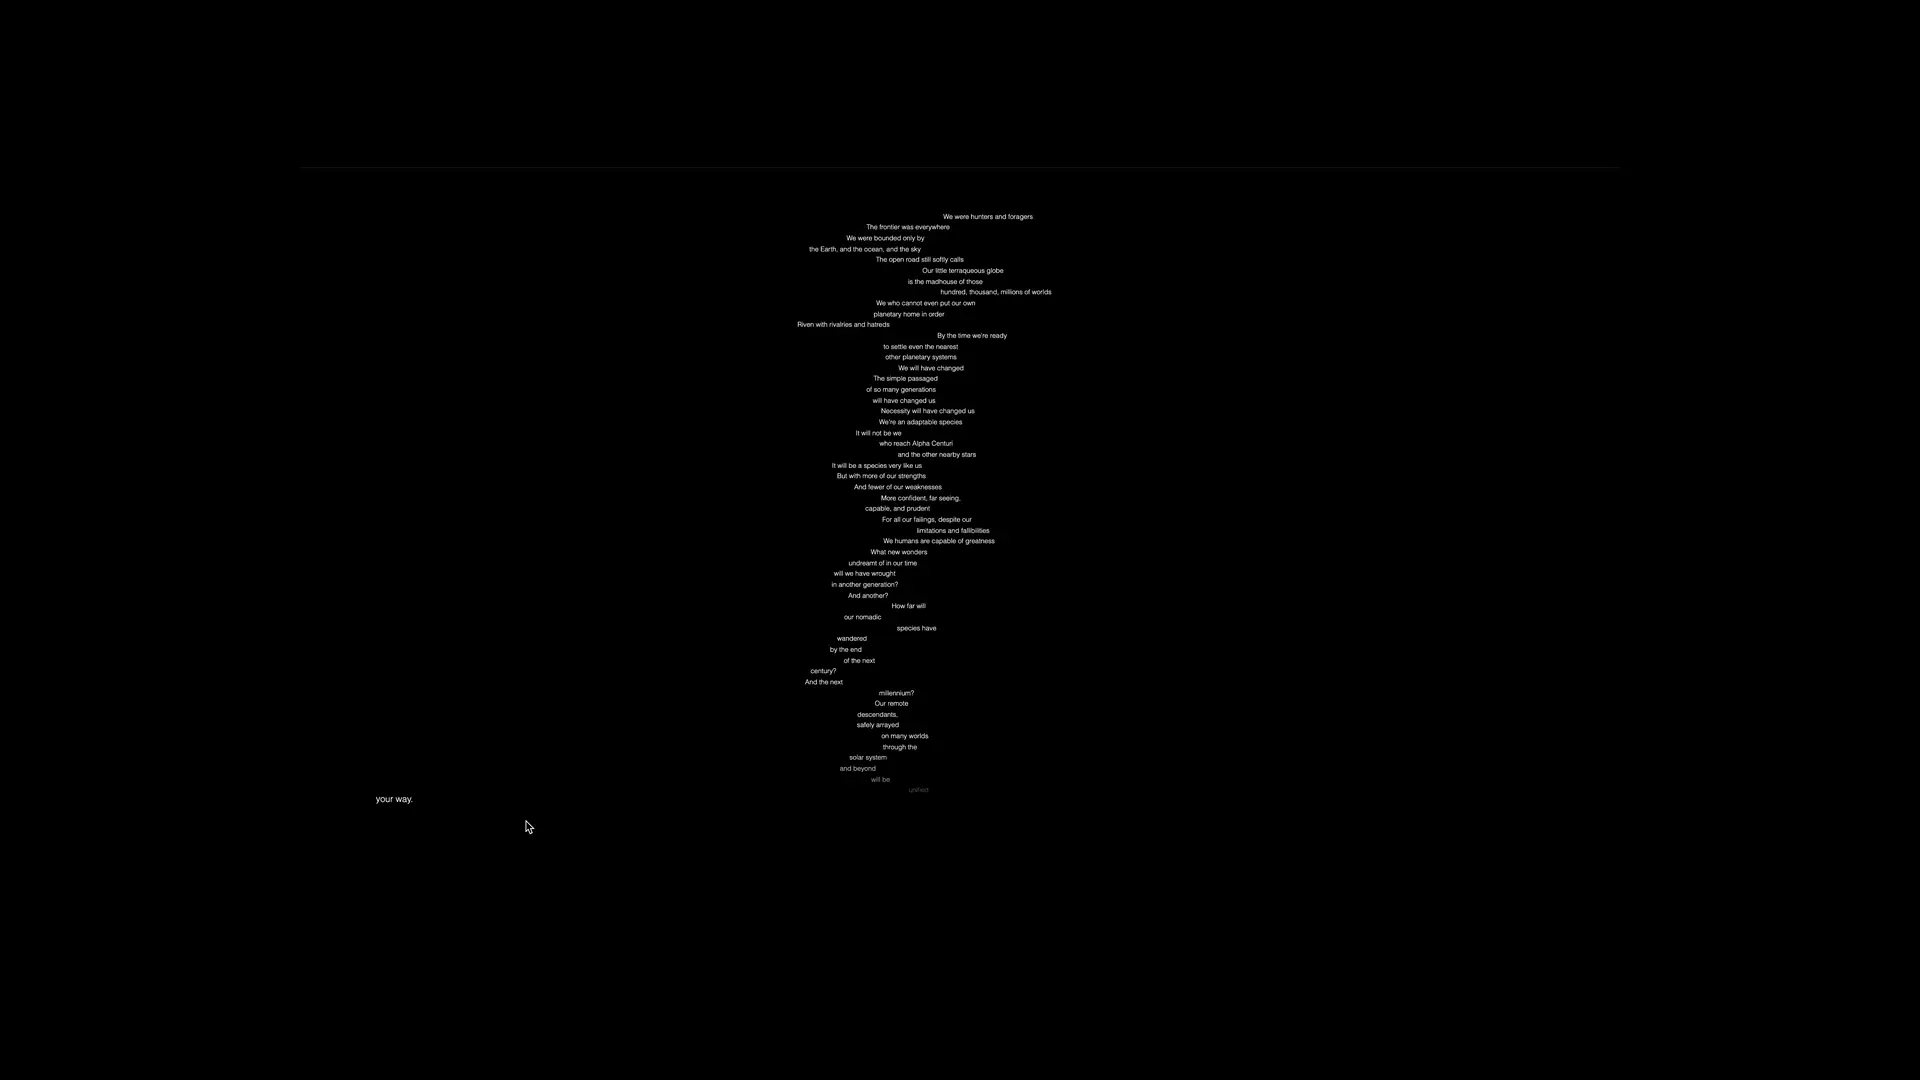 We were hunters and foragers
The frontier was everywhere
We were bounded only by
the Earth, and the ocean, and the sky
The open road still softly calls
Our little terraqueous globe
is the madhouse of those
hundred, thousand, millions of worlds
We who cannot even put our own
planetary home in order
Riven with rivalries and hatreds
By the time we're ready
to settle even the nearest
other planetary systems
We will have changed
The simple passaged
of so many generations
will have changed us
Necessity will have changed us
We're an adaptable species
It will not be we
who reach Alpha Centuri
and the other nearby stars
It will be a species very like us
But with more of our strengths
And fewer of our weaknesses
More confident, far seeing,
capable, and prudent
For all our failings, despite our
limitations and fallibilities
We humans are capable of greatness
What new wonders
undreamt of in our time
will we have wrought
in another generation?
And another?
How far will
our nomadic
species have
wandered
by the end
of the next
century?
And the next
millennium?
Our remote
descendants,
safely arrayed
on many worlds
through the
solar system
and beyond
will be
unified
your way.